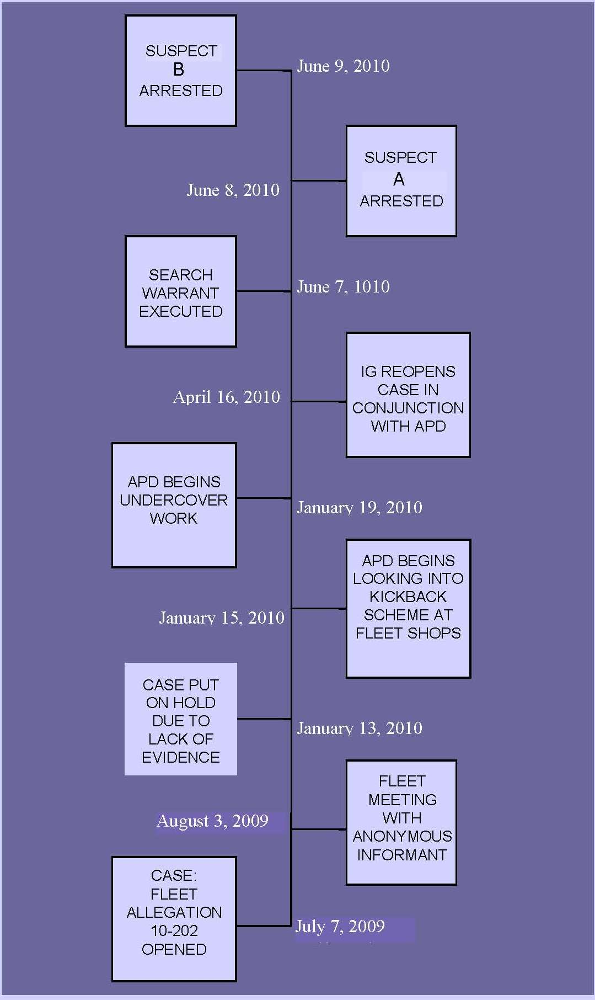 SUSPECT
B
ARRESTED
June 9, 2010
SUSPECT
A
ARRESTED
June 8, 2010
SEARCH
WARRANT
EXECUTED
June 7, 1010
IG REOPENS
CASE IN
CONJUNCTION
WITH APD
April 16, 2010
APD BEGINS
UNDERCOVER
WORK
January 19, 2010
APD BEGINS
LOOKING INTO
KICKBACK
SCHEME AT
FLEET SHOPS
January 15, 2010
CASE PUT
ON HOLD
DUE TO
LACK OF
EVIDENCE
January 13, 2010
FLEET
MEETING
WITH
ANONYMOUS
INFORMANT
August 3, 2009
CASE:
FLEET
ALLEGATION
10-202
OPENED
July 7, 2009